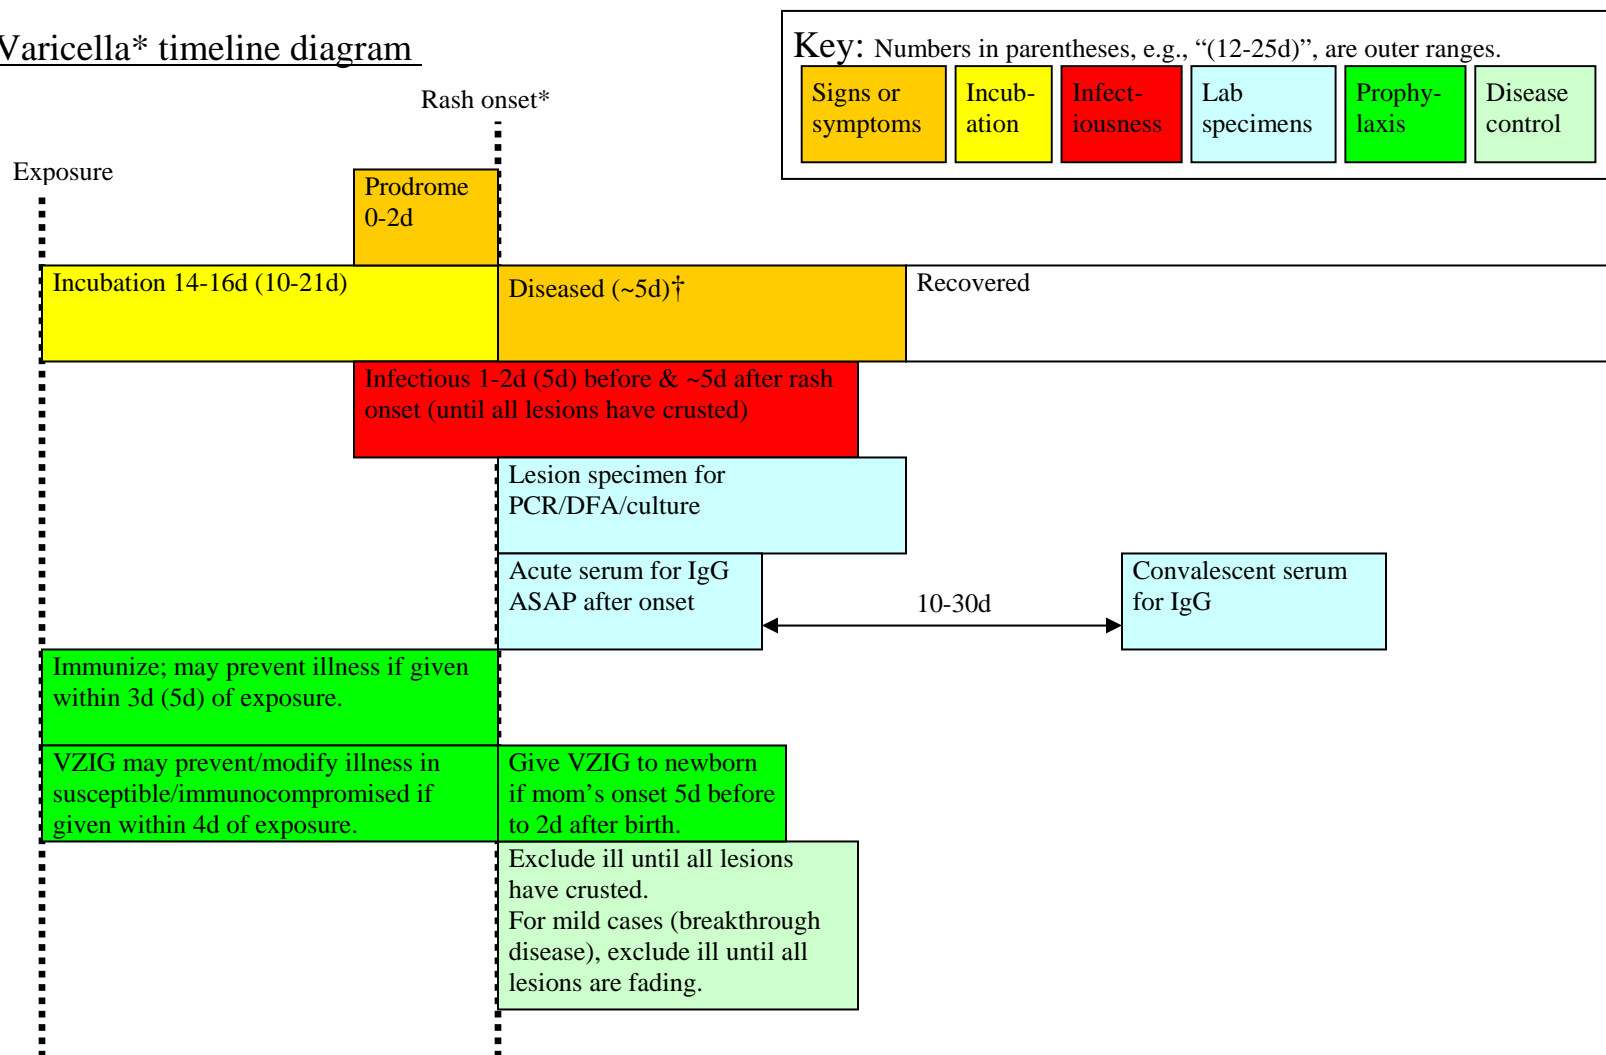 Varicella* timeline diagram
Key: Numbers in parentheses, e.g., “(12-25d)”, are outer ranges.
Signs or
symptoms
Incub-
ation
Infect-
iousness
Lab
specimens
Prophy-
laxis
Disease
control
Rash onset*
Exposure
Prodrome
0-2d
Incubation 14-16d (10-21d)
Diseased (~5d)†
Recovered
Infectious 1-2d (5d) before & ~5d after rash
onset (until all lesions have crusted)
Lesion specimen for
PCR/DFA/culture
Acute serum for IgG
ASAP after onset
10-30d
Convalescent serum
for IgG
Immunize; may prevent illness if given
within 3d (5d) of exposure.
VZIG may prevent/modify illness in
susceptible/immunocompromised if
given within 4d of exposure.
Give VZIG to newborn
if mom’s onset 5d before
to 2d after birth.
Exclude ill until all lesions
have crusted.
For mild cases (breakthrough
disease), exclude ill until all
lesions are fading.